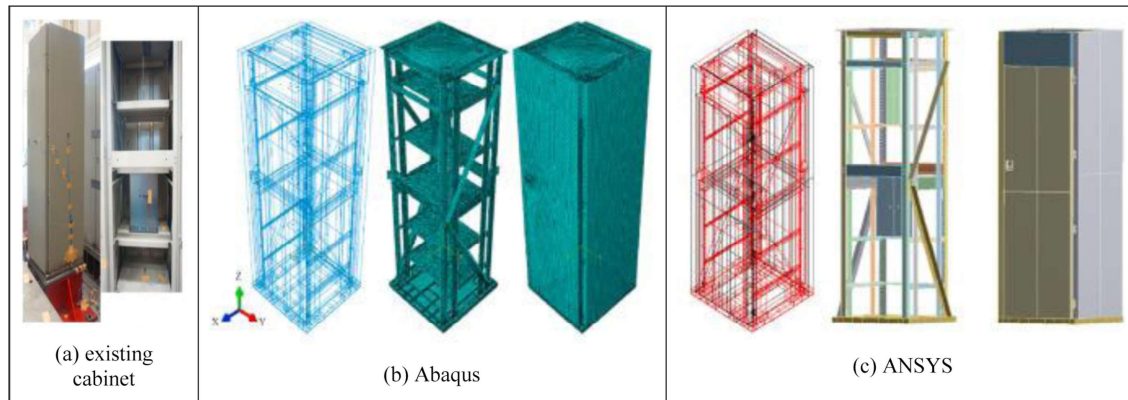 Z
X
Y
(a) existing
cabinet
(b) Abaqus
(c) ANSYS